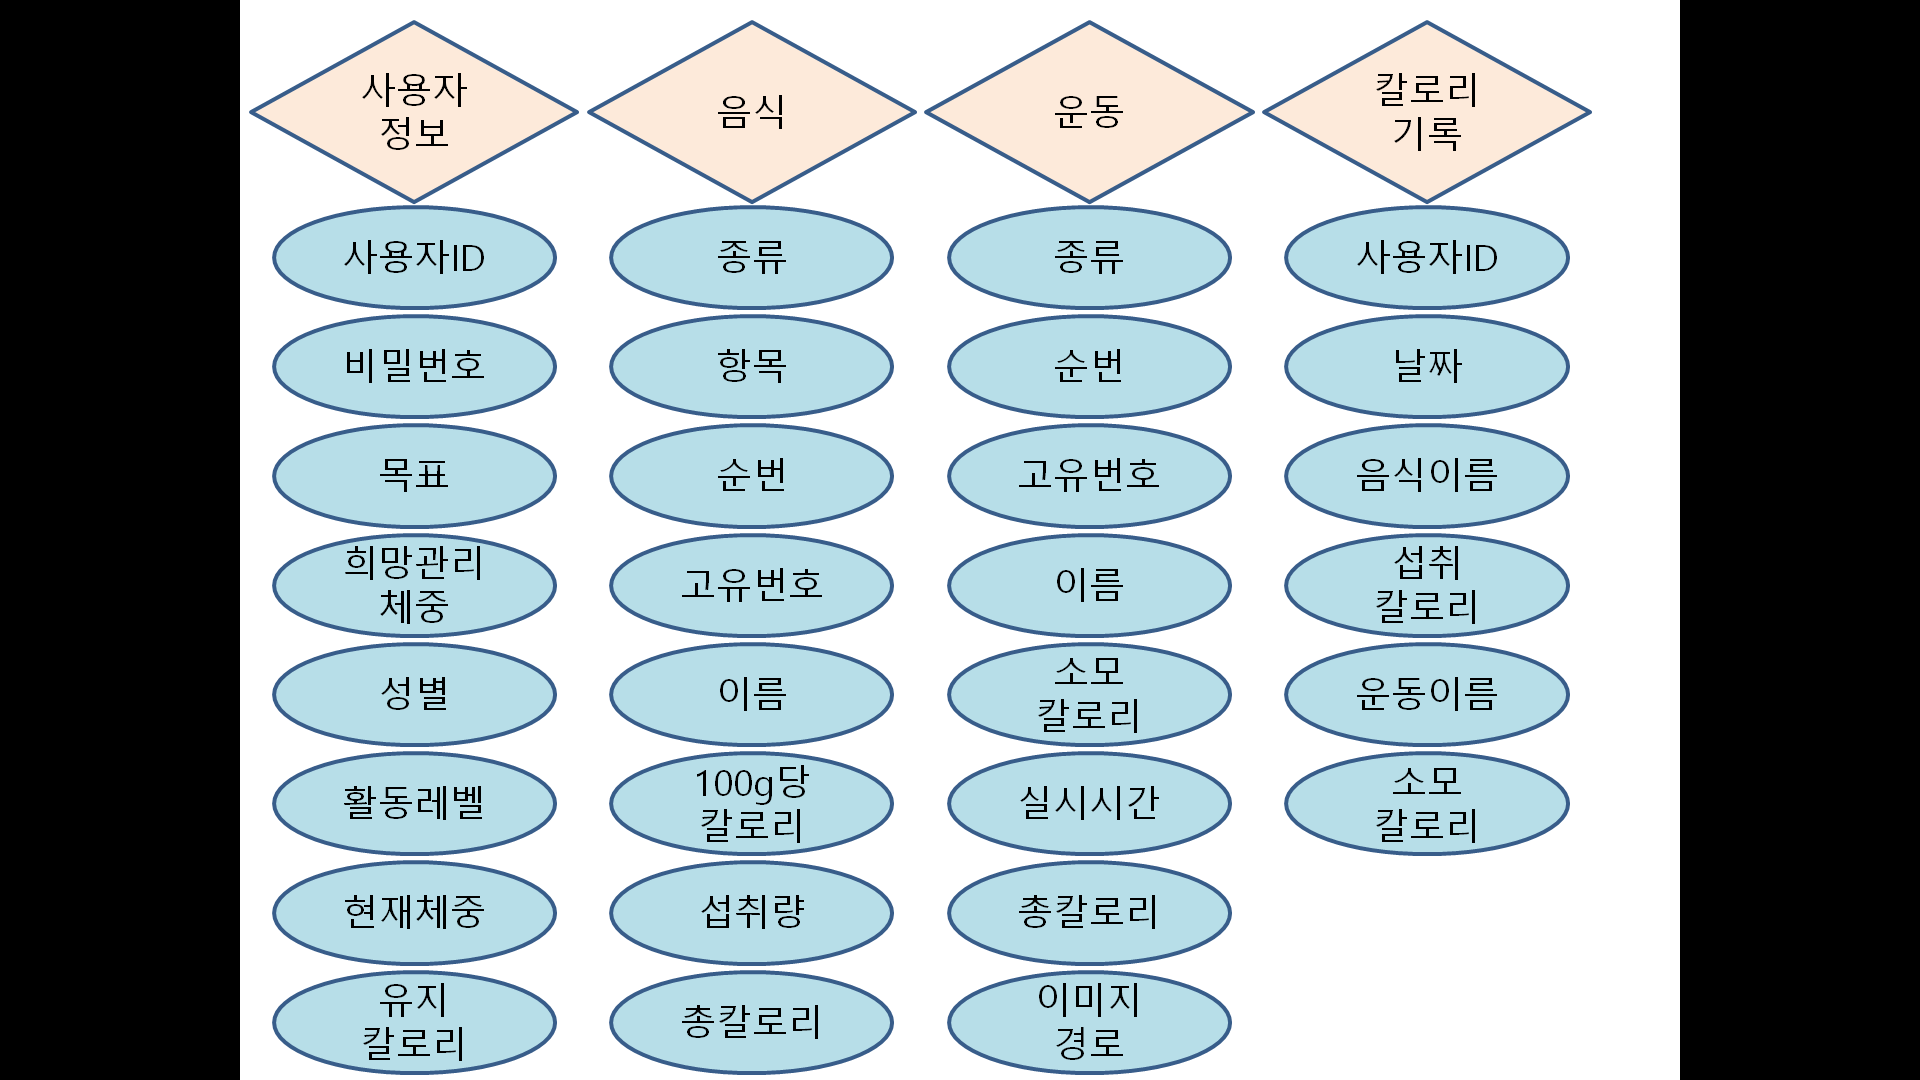 사용자
정보
음식
운동
칼로리
기록
사용자ID
종류
종류
사용자ID
비밀번호
항목
순번
날짜
목표
순번
고유번호
음식이름
희망관리
체중
고유번호
이름
섭취
칼로리
성별
이름
소모
칼로리
운동이름
활동레벨
100g당
칼로리
실시시간
소모
칼로리
현재체중
섭취량
총칼로리
유지
칼로리
총칼로리
이미지
경로